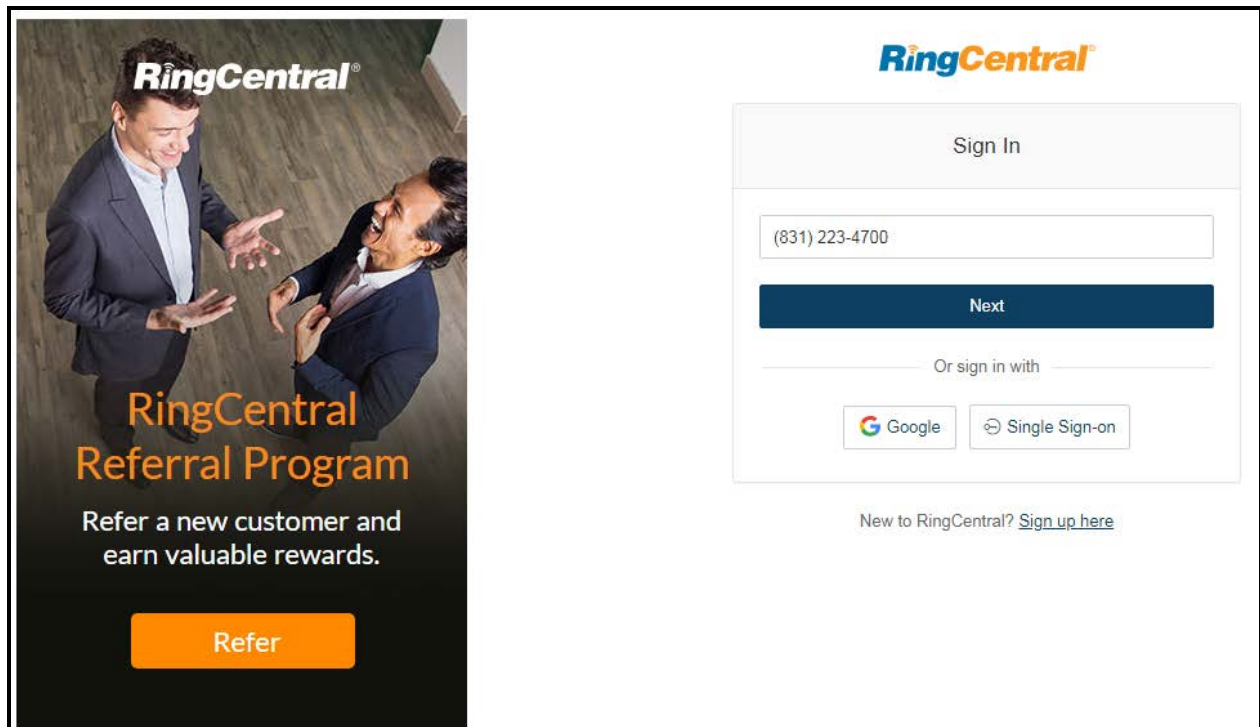 RingCentral®
RingCentral
Referral Program
Refer a new customer and
earn valuable rewards.
Refer
RingCentral®
Sign In
(831) 223-4700
Next
Or sign in with
Google
Single Sign-on
New to RingCentral? Sign up here